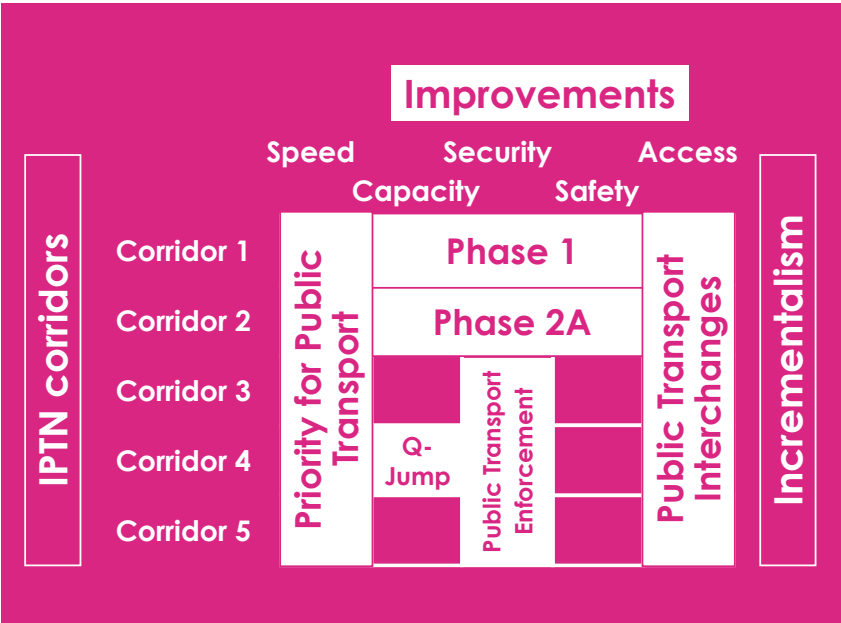 Improvements
Speed Security Access
Capacity Safety
IPTN corridors
Corridor 1
Corridor 2
Corridor 3
Corridor 4
Corridor 5
Priority for Public
Transport
Phase 1
Phase 2A
Q-
Jump
Public Transport
Enforcement
Public Transport
Interchanges
Incrementalism